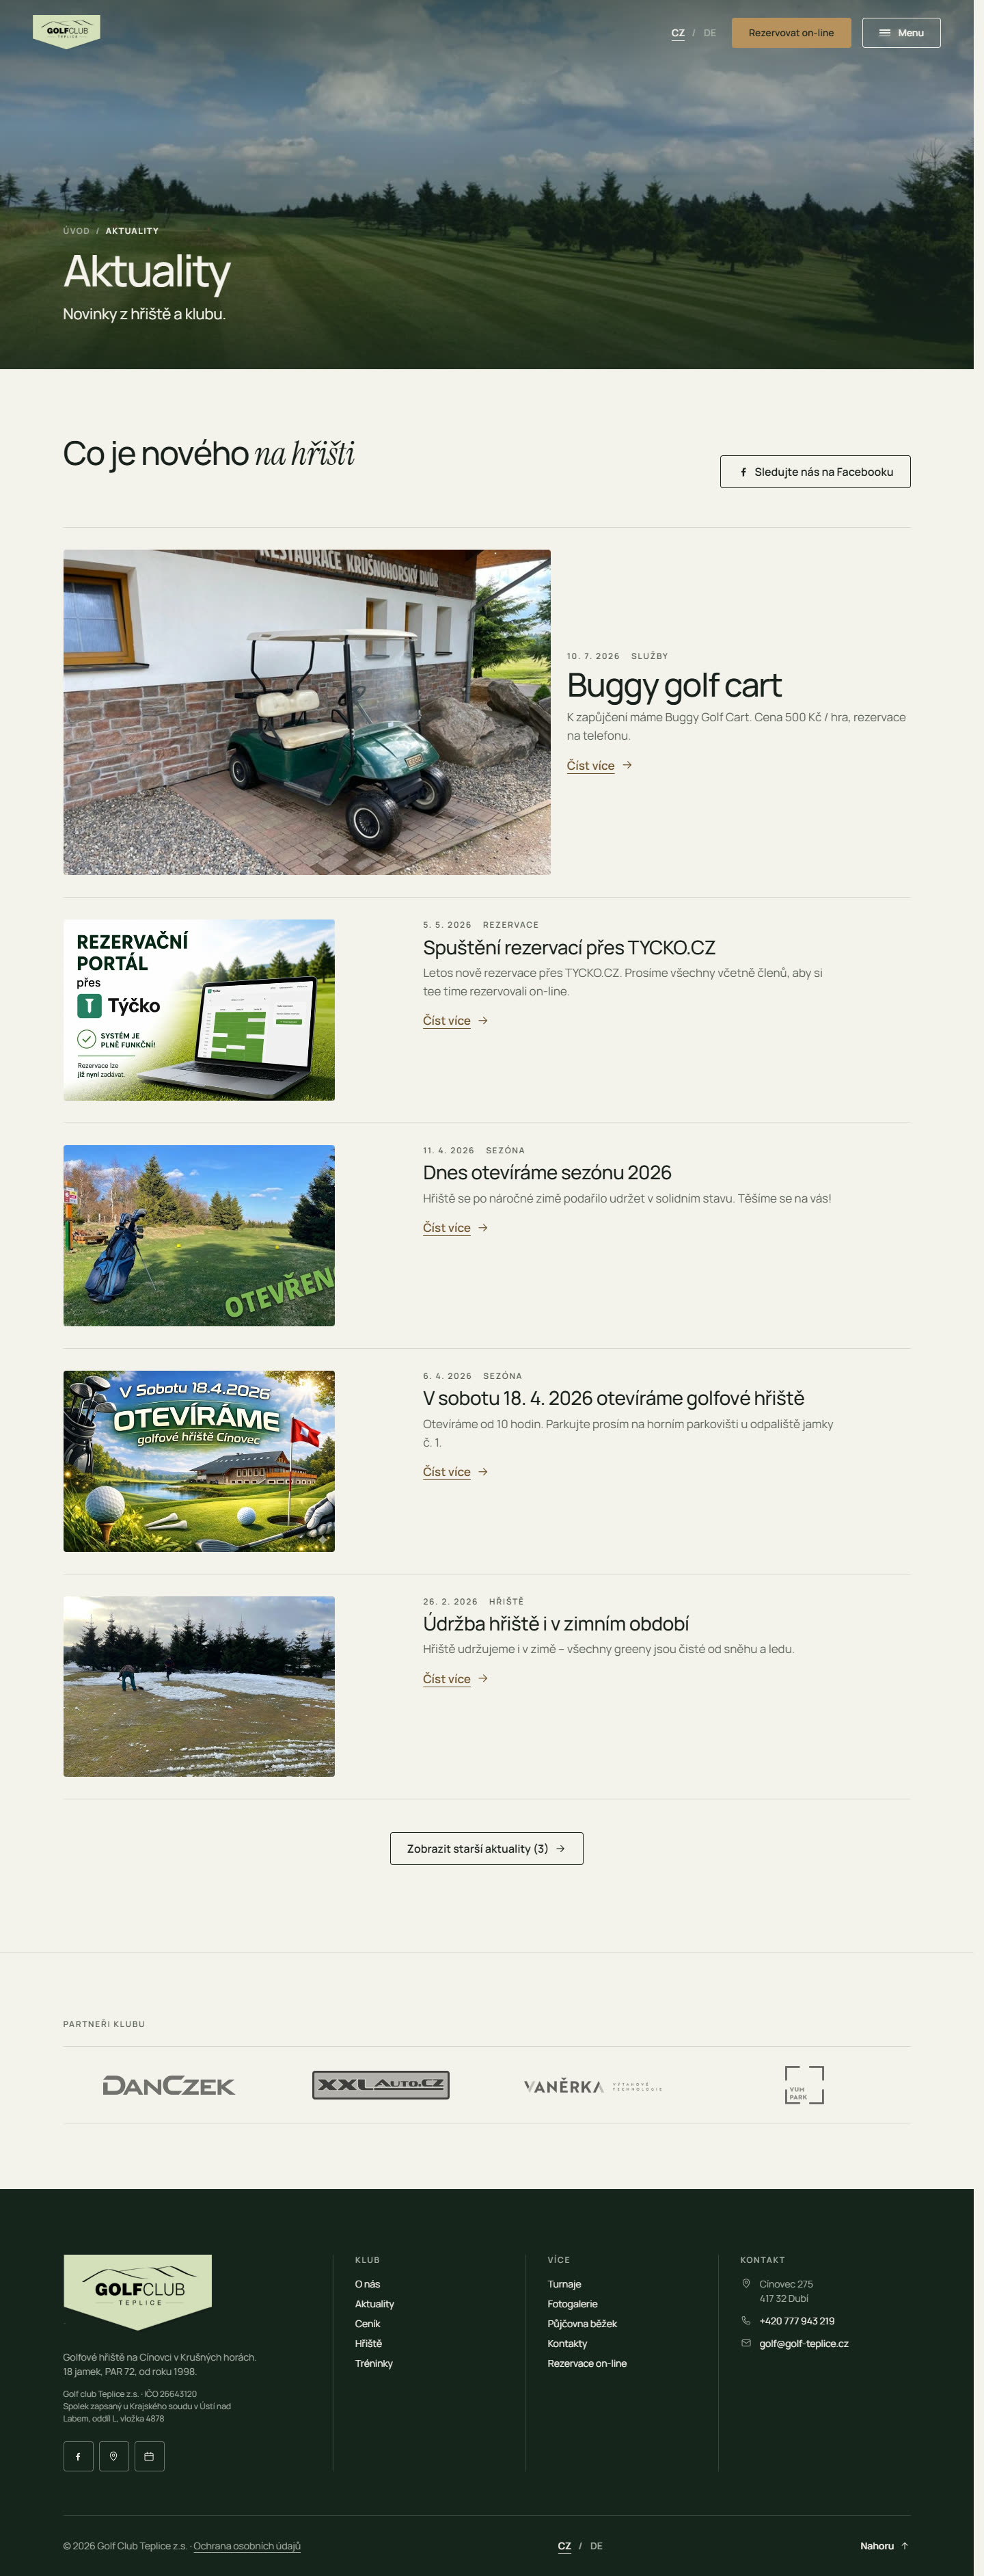 GOLFCLUB
TEPLICE
CZ / DE
Rezervovat on-line
Menu
ÚVOD / AKTUALITY
Aktuality
Novinky z hřiště a klubu.
Co je nového na hřišti
Sledujte nás na Facebooku
RESTAURACE KRUŠNOHORSKÝ DVŮR
10. 7. 2026 SLUŽBY
Buggy golf cart
K zapůjčení máme Buggy Golf Cart. Cena 500 Kč / hra, rezervace
na telefonu.
Číst více
REZERVAČNÍ
PORTÁL
přes
Týčko
SYSTÉM JE
PLNĚ FUNKČNÍ!
Rezervace lze
již nyní zadávat.
5. 5. 2026 REZERVACE
Spuštění rezervací přes TYCKO.CZ
Letos nově rezervace přes TYCKO.CZ. Prosíme všechny včetně členů, aby si
tee time rezervovali on-line.
Číst více
OTEVŘEN
11. 4. 2026 SEZÓNA
Dnes otevíráme sezónu 2026
Hřiště se po náročné zimě podařilo udržet v solidním stavu. Těšíme se na vás!
Číst více
V Sobotu 18.4.2026
OTEVÍRÁME
golfové hřiště Cínovec
6. 4. 2026 SEZÓNA
V sobotu 18. 4. 2026 otevíráme golfové hřiště
Otevíráme od 10 hodin. Parkujte prosím na horním parkovišti u odpaliště jamky
č. 1.
Číst více
26. 2. 2026 HŘIŠTĚ
Údržba hřiště i v zimním období
Hřiště udržujeme i v zimě – všechny greeny jsou čisté od sněhu a ledu.
Číst více
Zobrazit starší aktuality (3)
PARTNEŘI KLUBU
DANCZEK
XXL AUTO.CZ
VANĚRKA VÝTAHOVÉ
TECHNOLOGIE
VUM
PARK
GOLFCLUB
TEPLICE
Golfové hřiště na Cínovci v Krušných horách.
18 jamek, PAR 72, od roku 1998.
Golf club Teplice z.s. · IČO 26643120
Spolek zapsaný u Krajského soudu v Ústí nad
Labem, oddíl L, vložka 4878
KLUB
O nás
Aktuality
Ceník
Hřiště
Tréninky
VÍCE
Turnaje
Fotogalerie
Půjčovna běžek
Kontakty
Rezervace on-line
KONTAKT
Cínovec 275
417 32 Dubí
+420 777 943 219
golf@golf-teplice.cz
© 2026 Golf Club Teplice z.s. · Ochrana osobních údajů
CZ / DE
Nahoru